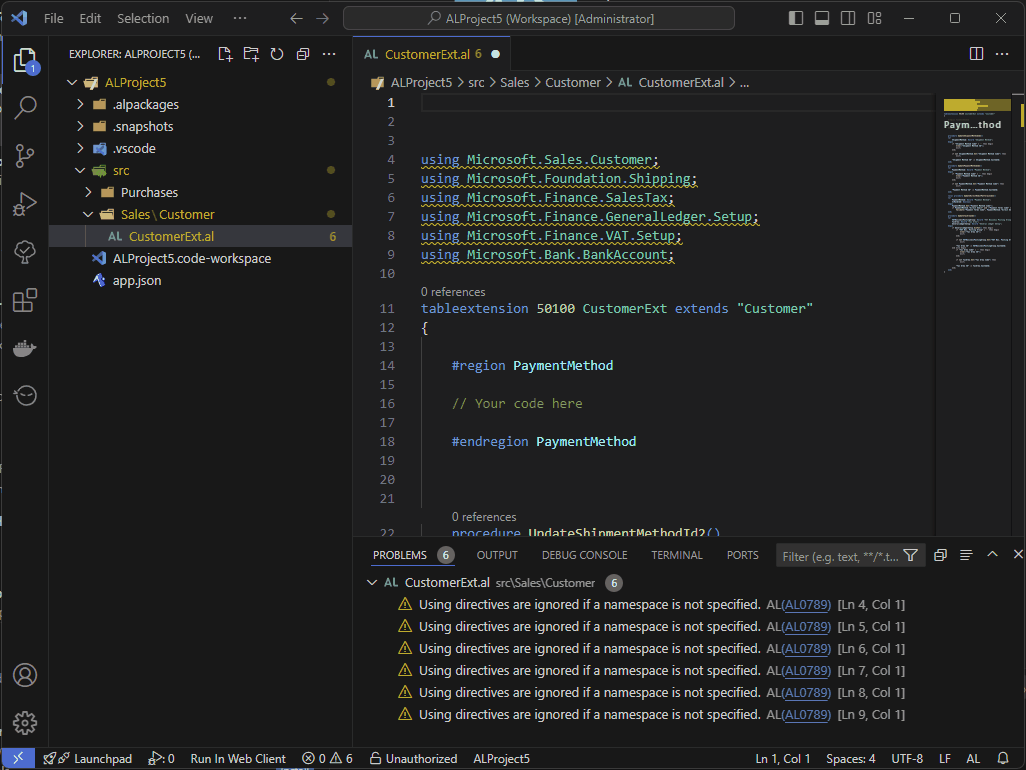 File Edit Selection View ··· ALProject5 (Workspace) [Administrator]
EXPLORER: ALPROJECT5 (... ···
ALProject5
.alpackages
.snapshots
.vscode
src
Purchases
Sales \ Customer
AL CustomerExt.al 6
ALProject5.code-workspace
app.json
1
AL CustomerExt.al 6
ALProject5 > src > Sales > Customer > AL CustomerExt.al > ...
1
2
3
4 using Microsoft.Sales.Customer;
5 using Microsoft.Foundation.Shipping;
6 using Microsoft.Finance.SalesTax;
7 using Microsoft.Finance.GeneralLedger.Setup;
8 using Microsoft.Finance.VAT.Setup;
9 using Microsoft.Bank.BankAccount;
10
0 references
11 tableextension 50100 CustomerExt extends "Customer"
12 {
13
14 #region PaymentMethod
15
16 // Your code here
17
18 #endregion PaymentMethod
19
20
21
0 references
22 procedure UpdateShipmentMethodId2()
Paym...thod
PROBLEMS 6 OUTPUT DEBUG CONSOLE TERMINAL PORTS Filter (e.g. text, **/*.t...
AL CustomerExt.al src\Sales\Customer 6
Using directives are ignored if a namespace is not specified. AL(AL0789) [Ln 4, Col 1]
Using directives are ignored if a namespace is not specified. AL(AL0789) [Ln 5, Col 1]
Using directives are ignored if a namespace is not specified. AL(AL0789) [Ln 6, Col 1]
Using directives are ignored if a namespace is not specified. AL(AL0789) [Ln 7, Col 1]
Using directives are ignored if a namespace is not specified. AL(AL0789) [Ln 8, Col 1]
Using directives are ignored if a namespace is not specified. AL(AL0789) [Ln 9, Col 1]
Launchpad 0 Run In Web Client 0 6 Unauthorized ALProject5 Ln 1, Col 1 Spaces: 4 UTF-8 LF AL